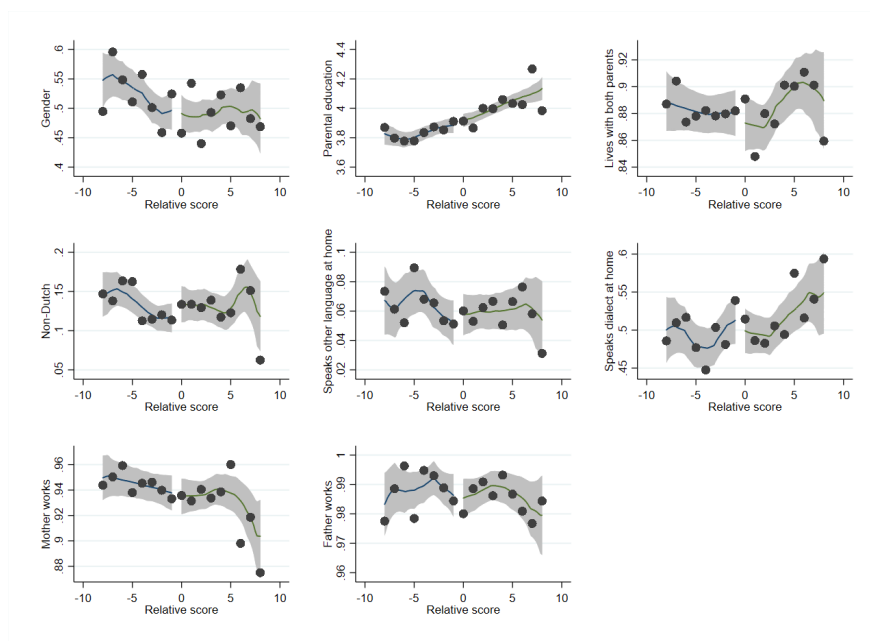 Gender
.4 .45 .5 .55 .6
-10 -5 0 5 10
Relative score
Parental education
3.6 3.8 4 4.2 4.4
-10 -5 0 5 10
Relative score
Lives with both parents
.84 .86 .88 .9 .92
-10 -5 0 5 10
Relative score
Non-Dutch
.05 .1 .15 .2
-10 -5 0 5 10
Relative score
Speaks other language at home
.02 .04 .06 .08 .1
-10 -5 0 5 10
Relative score
Speaks dialect at home
.45 .5 .55 .6
-10 -5 0 5 10
Relative score
Mother works
.88 .9 .92 .94 .96
-10 -5 0 5 10
Relative score
Father works
.96 .97 .98 .99 1
-10 -5 0 5 10
Relative score